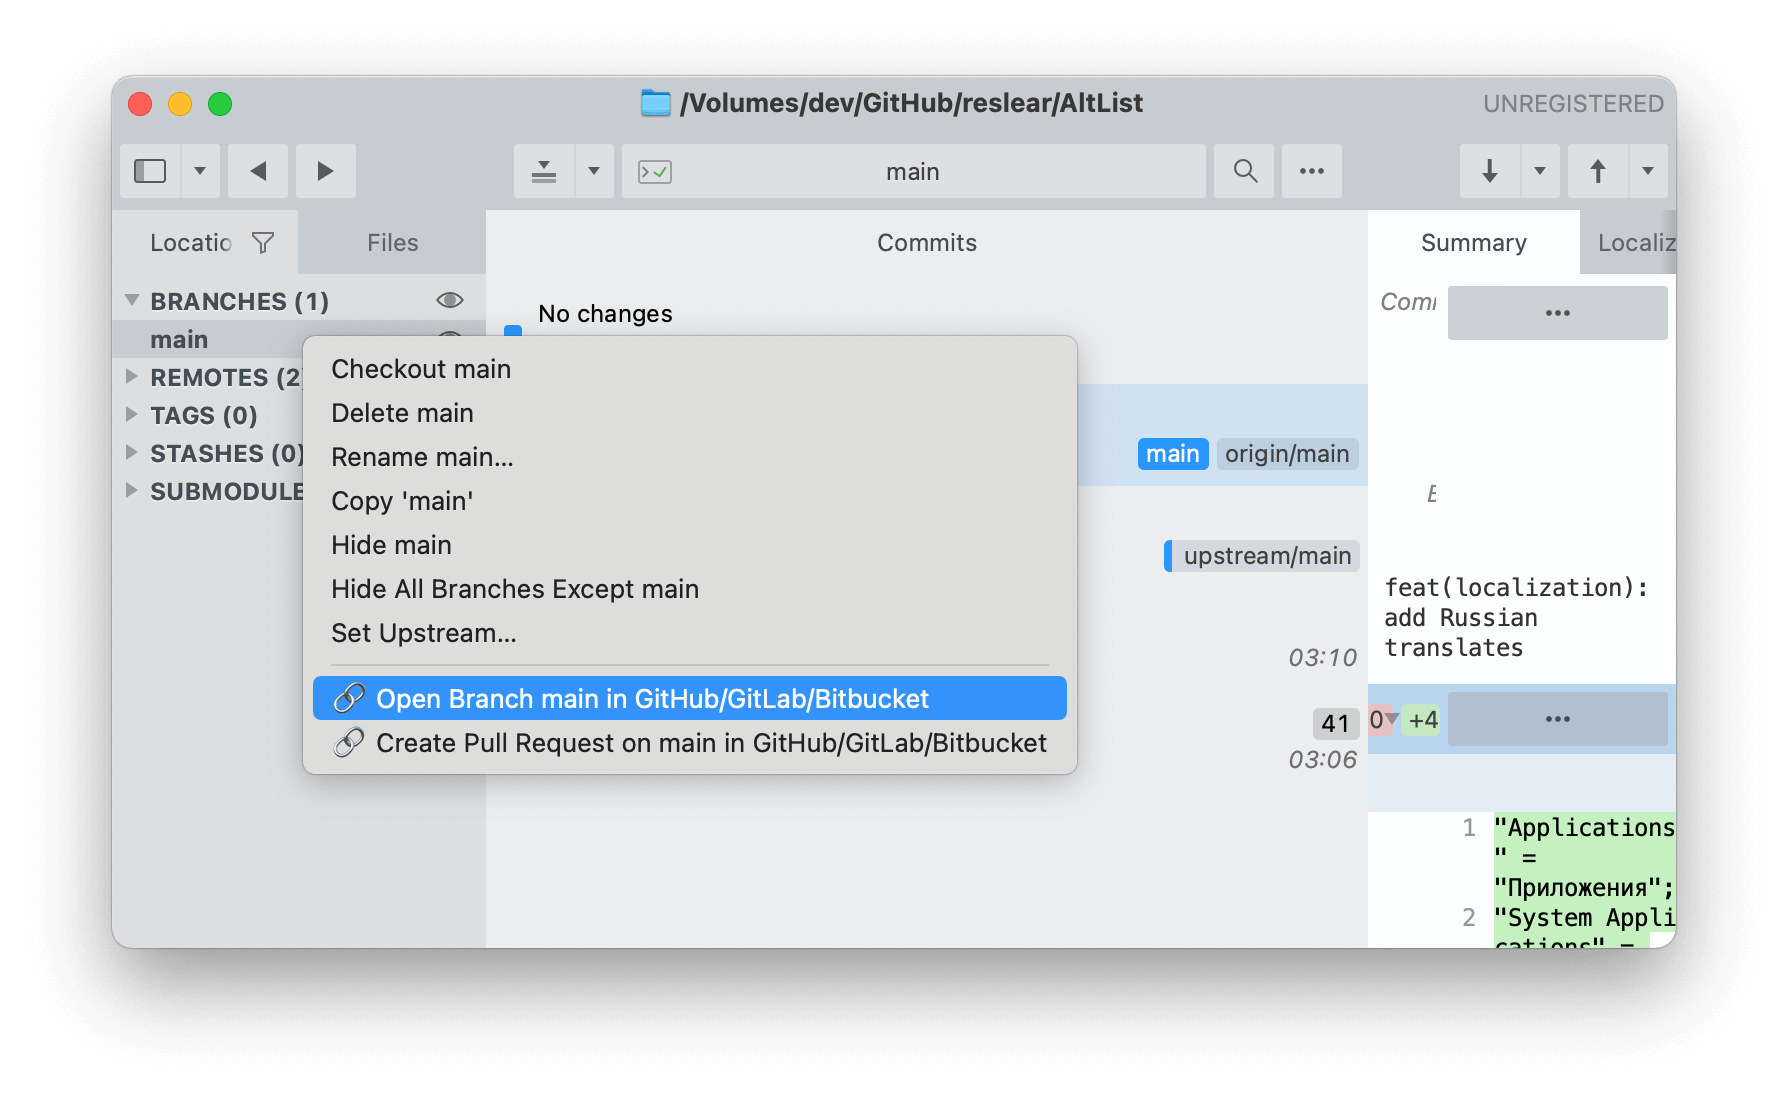 /Volumes/dev/GitHub/reslear/AltList
UNREGISTERED
main
Locatio
Files
Commits
Summary
Localiz
BRANCHES (1)
main
REMOTES (2)
TAGS (0)
STASHES (0)
SUBMODULE
No changes
Checkout main
Delete main
Rename main...
Copy 'main'
Hide main
Hide All Branches Except main
Set Upstream...
Open Branch main in GitHub/GitLab/Bitbucket
Create Pull Request on main in GitHub/GitLab/Bitbucket
main origin/main
upstream/main
03:10
41
03:06
Com
•••
feat(localization):
add Russian
translates
0 +4 •••
1 "Applications
" =
"Приложения";
2 "System Appli
cations" =